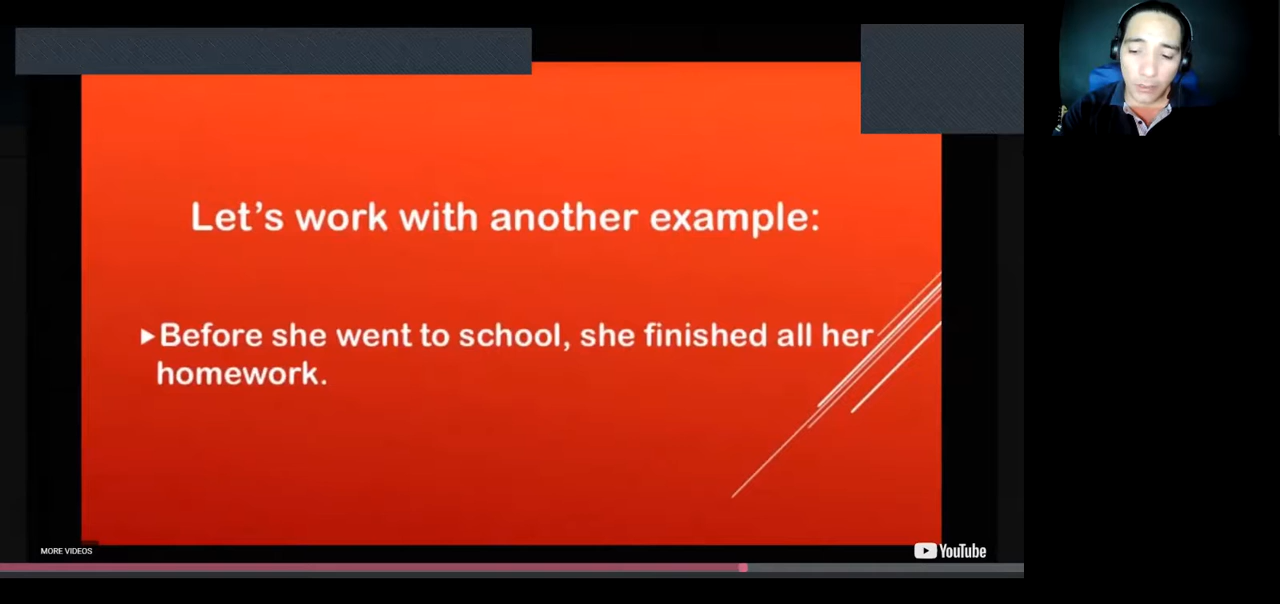 Let's work with another example:
▸Before she went to school, she finished all her
homework.
MORE VIDEOS
YouTube